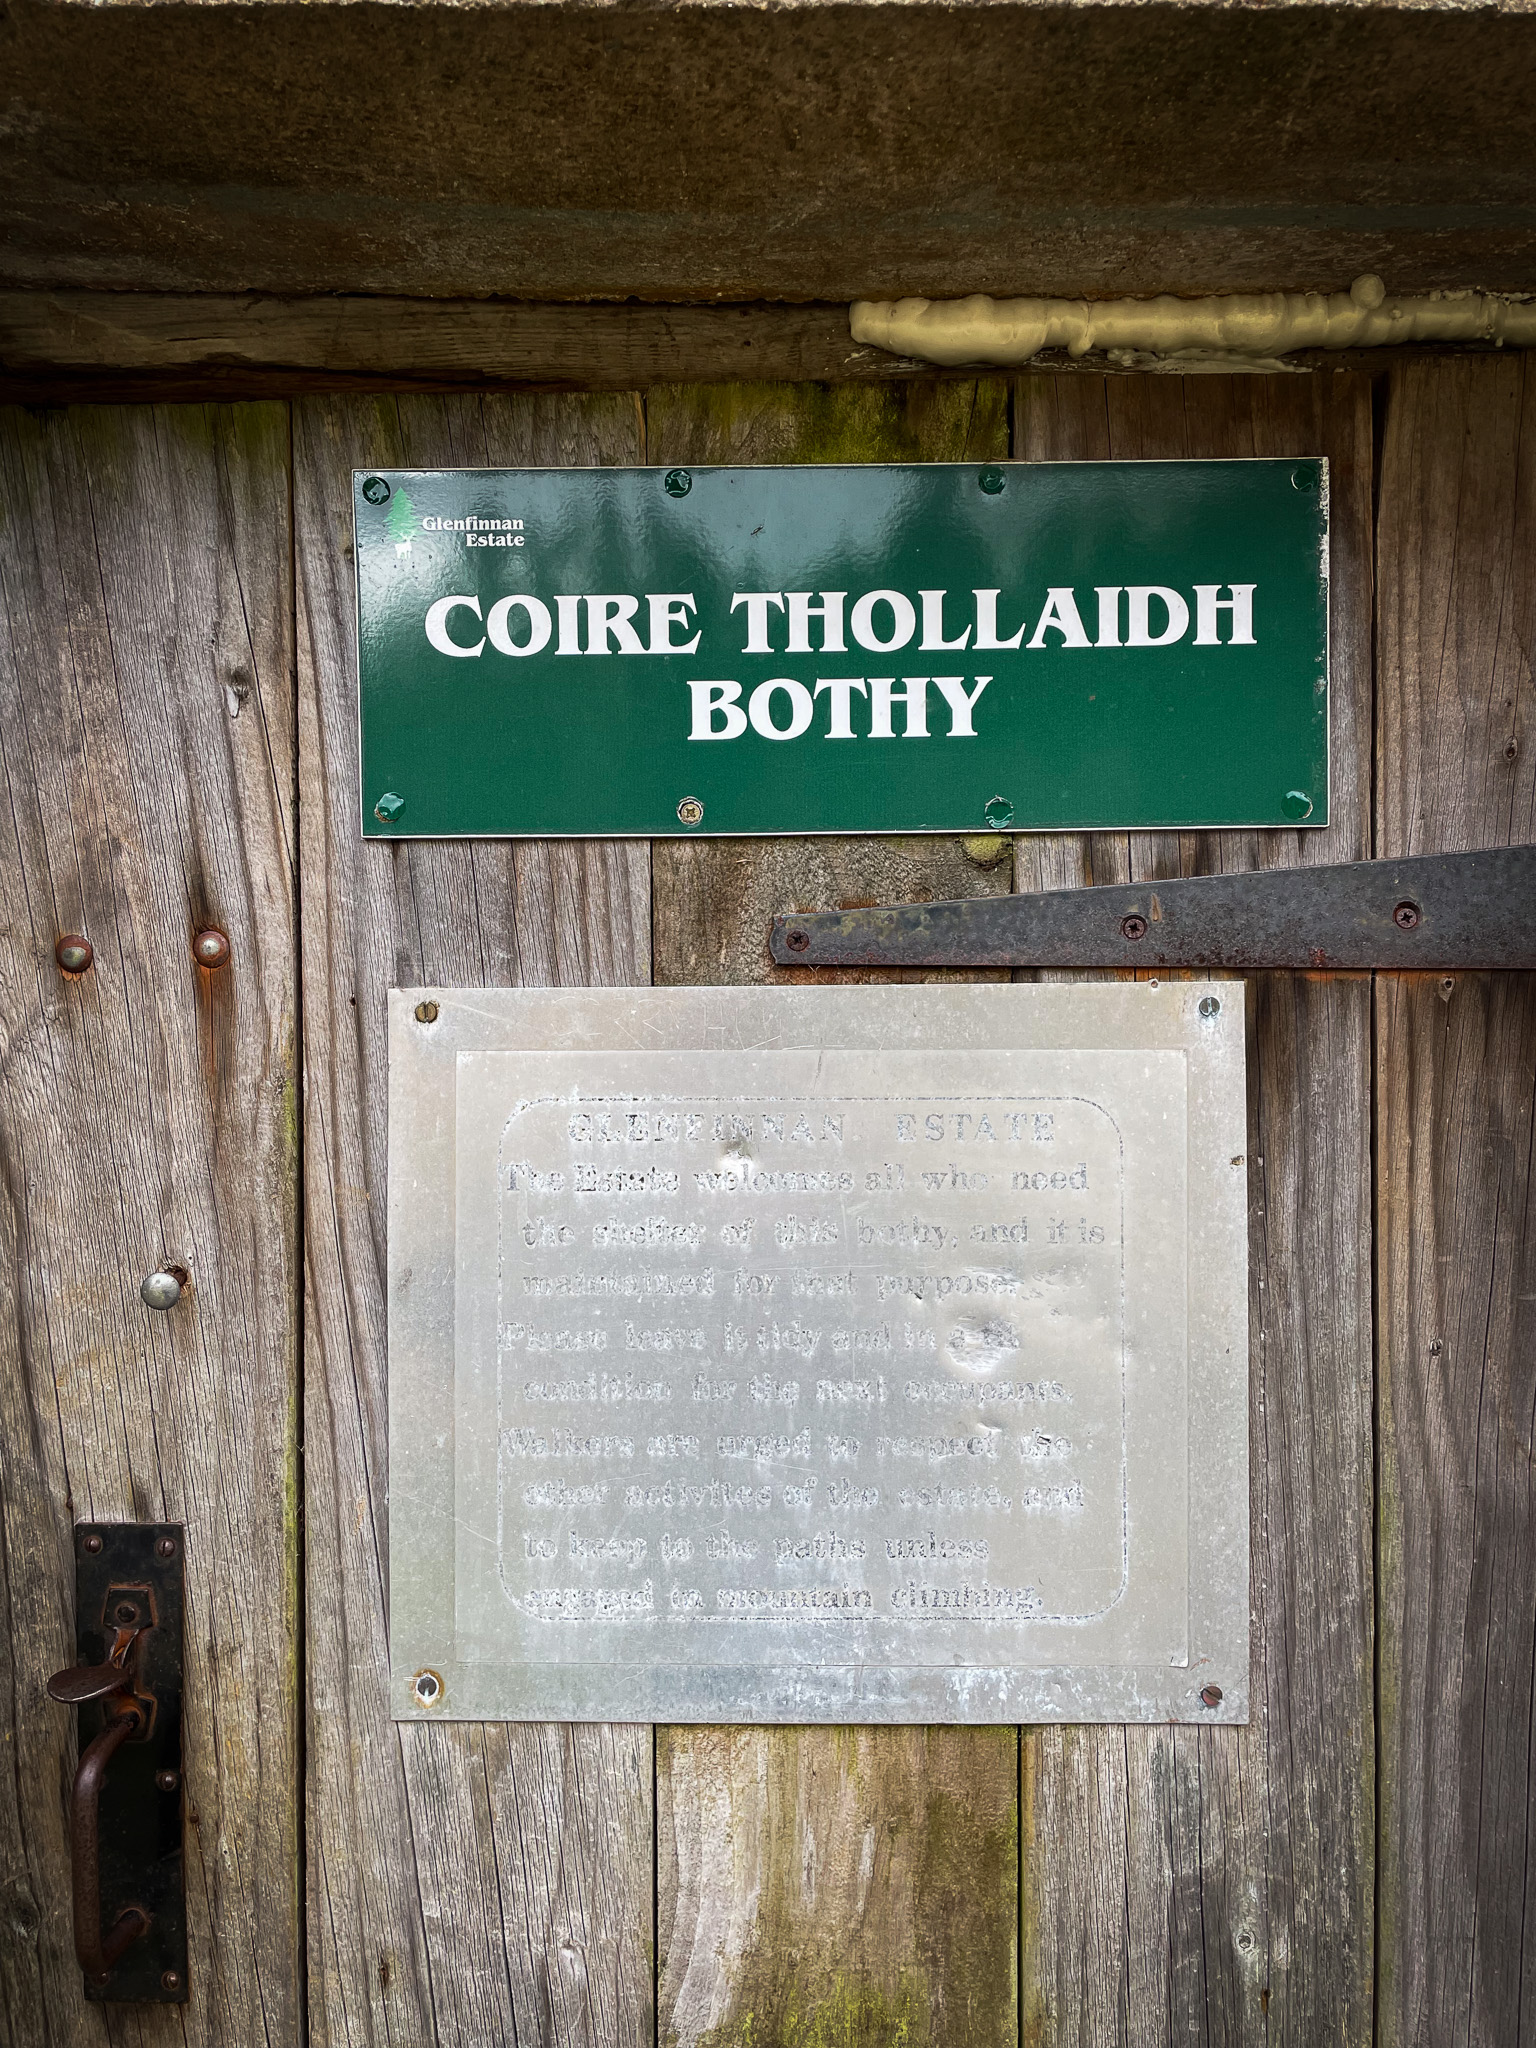 Glenfinnan
Estate
COIRE THOLLAIDH
BOTHY
GLENFINNAN ESTATE
The Estate welcomes all who need
the shelter of this bothy, and it is
maintained for that purpose.
Please leave it tidy and in a
condition for the next occupants.
Walkers are urged to respect the
other activities of the estate, and
to keep to the paths unless
engaged in mountain climbing.